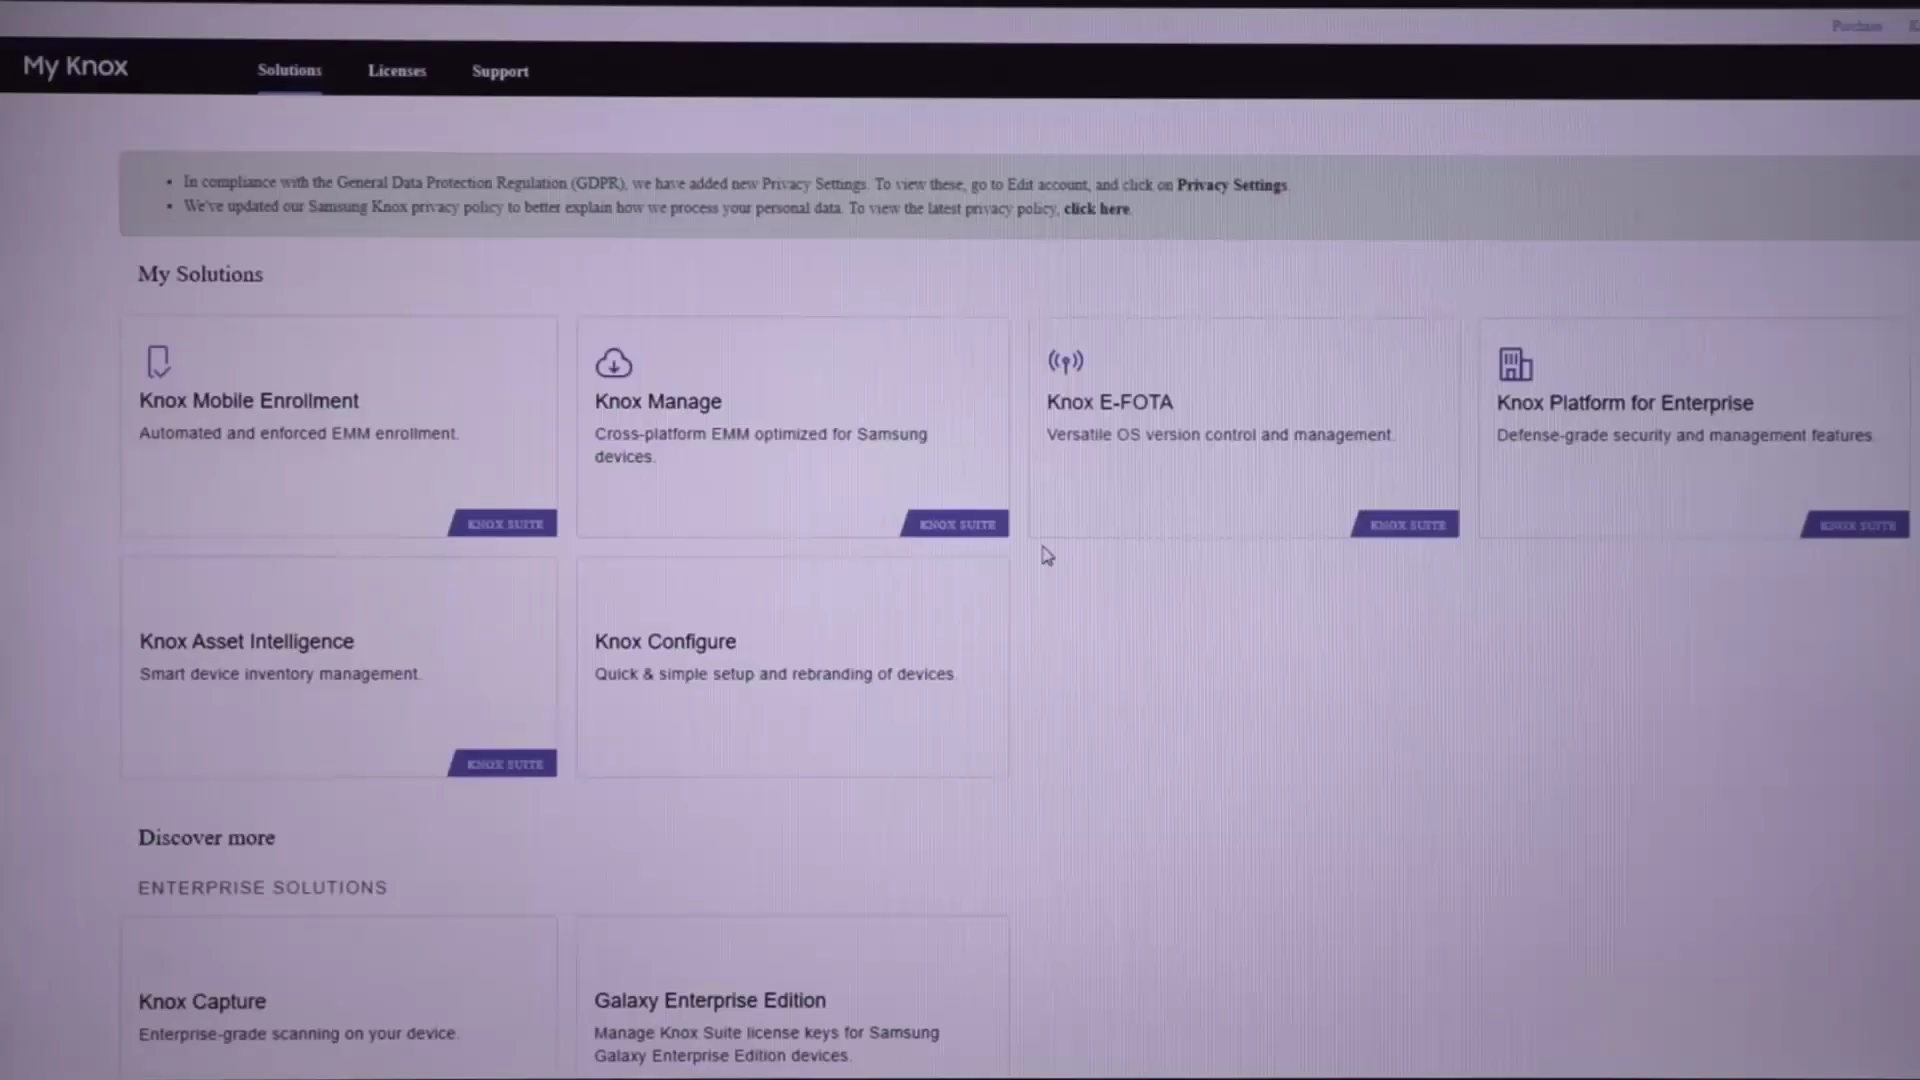 Purchase
My Knox
Solutions
Licenses
Support
• In compliance with the General Data Protection Regulation (GDPR), we have added new Privacy Settings. To view these, go to Edit account, and click on Privacy Settings.
• We've updated our Samsung Knox privacy policy to better explain how we process your personal data. To view the latest privacy policy, click here.
My Solutions
Knox Mobile Enrollment
Automated and enforced EMM enrollment.
KNOX SUITE
Knox Manage
Cross-platform EMM optimized for Samsung
devices.
KNOX SUITE
Knox E-FOTA
Versatile OS version control and management.
KNOX SUITE
Knox Platform for Enterprise
Defense-grade security and management features.
KNOX SUITE
Knox Asset Intelligence
Smart device inventory management.
KNOX SUITE
Knox Configure
Quick & simple setup and rebranding of devices.
Discover more
ENTERPRISE SOLUTIONS
Knox Capture
Enterprise-grade scanning on your device.
Galaxy Enterprise Edition
Manage Knox Suite license keys for Samsung
Galaxy Enterprise Edition devices.